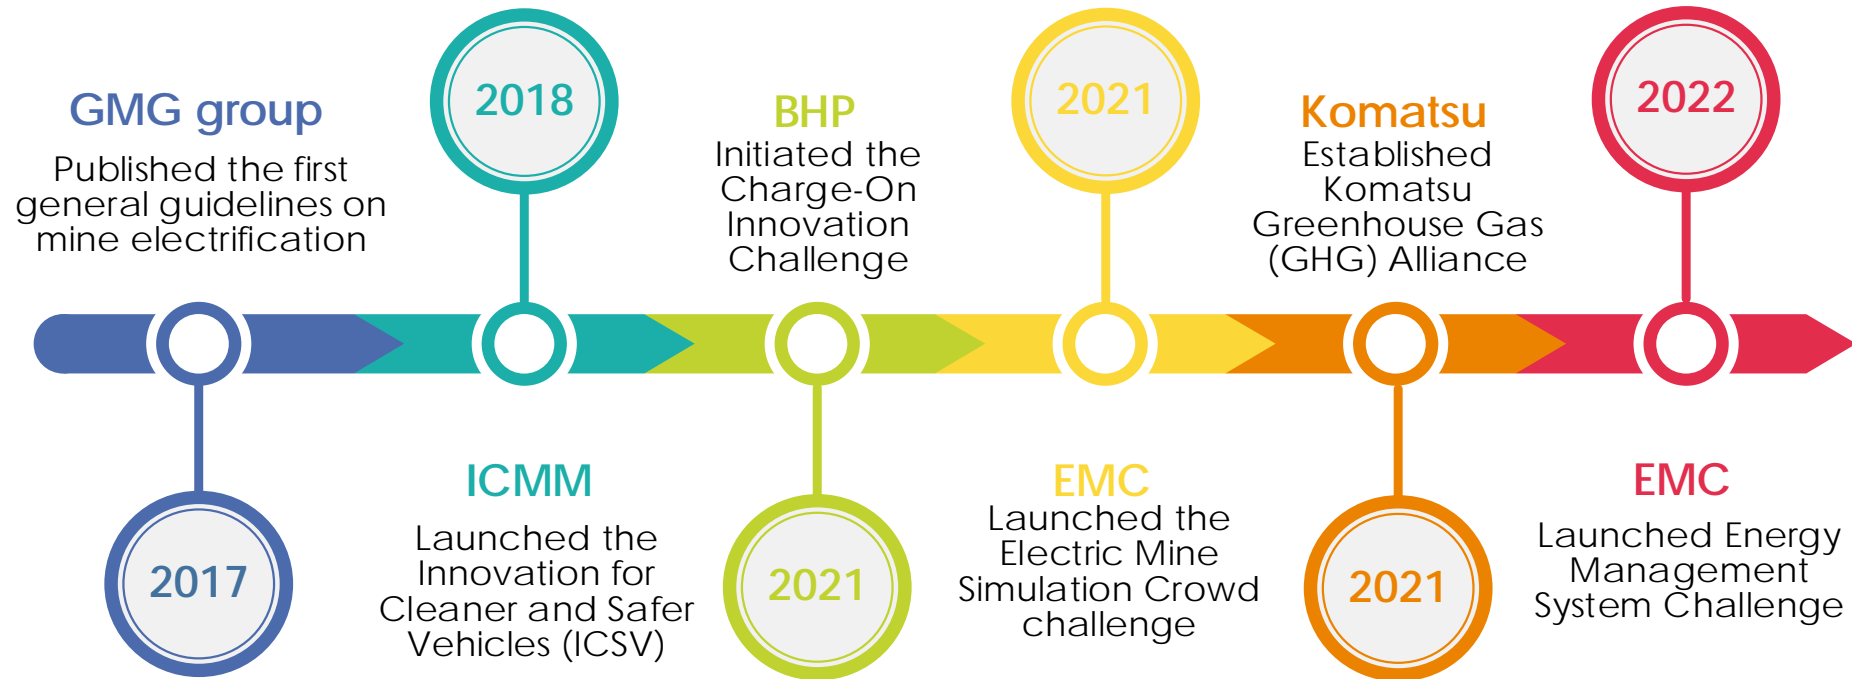 GMG group
Published the first
general guidelines on
mine electrification
2017
2018
ICMM
Launched the
Innovation for
Cleaner and Safer
Vehicles (ICSV)
BHP
Initiated the
Charge-On
Innovation
Challenge
2021
2021
EMC
Launched the
Electric Mine
Simulation Crowd
challenge
Komatsu
Established
Komatsu
Greenhouse Gas
(GHG) Alliance
2021
2022
EMC
Launched Energy
Management
System Challenge